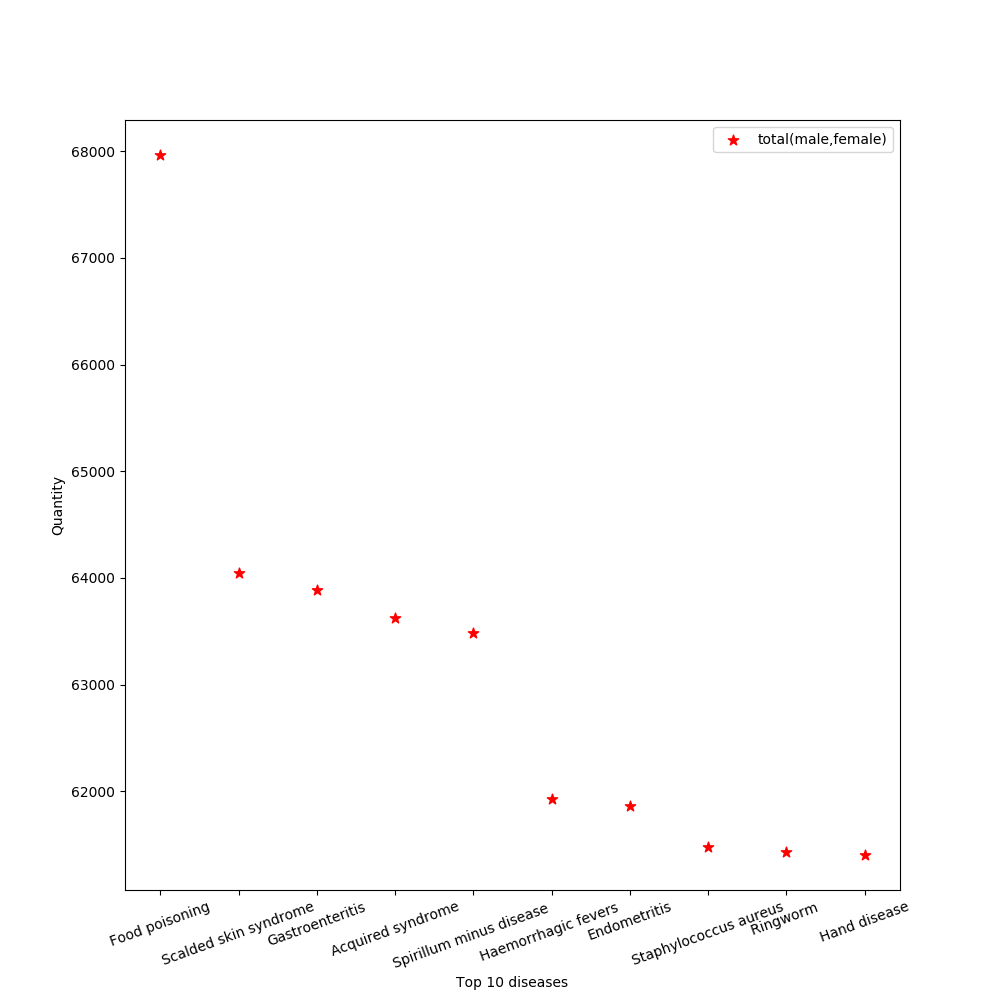 total(male,female)
68000
67000
66000
65000
64000
63000
62000
Quantity
Food poisoning
Scalded skin syndrome
Gastroenteritis
Acquired syndrome
Spirillum minus disease
Haemorrhagic fevers
Endometritis
Staphylococcus aureus
Ringworm
Hand disease
Top 10 diseases